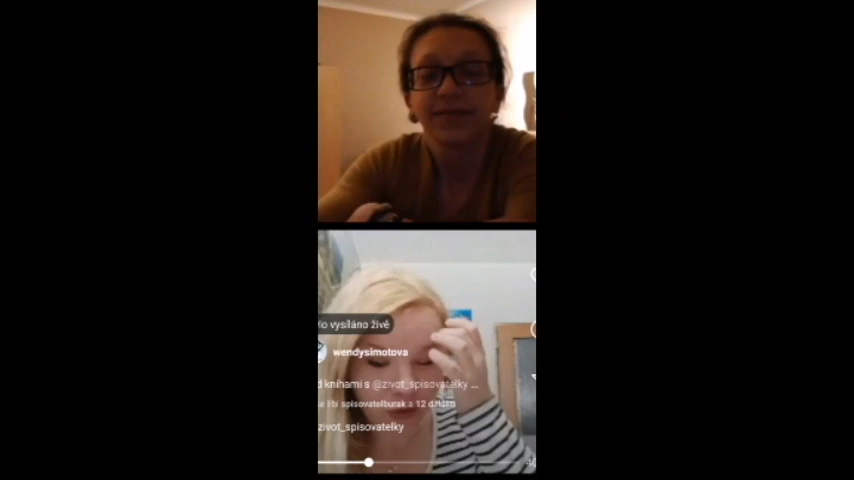 vysíláno živě
wendysimotova
knihami s @zivot_spisovatelky ...
líbí spisovatelburak a 12 dalším
zivot_spisovatelky